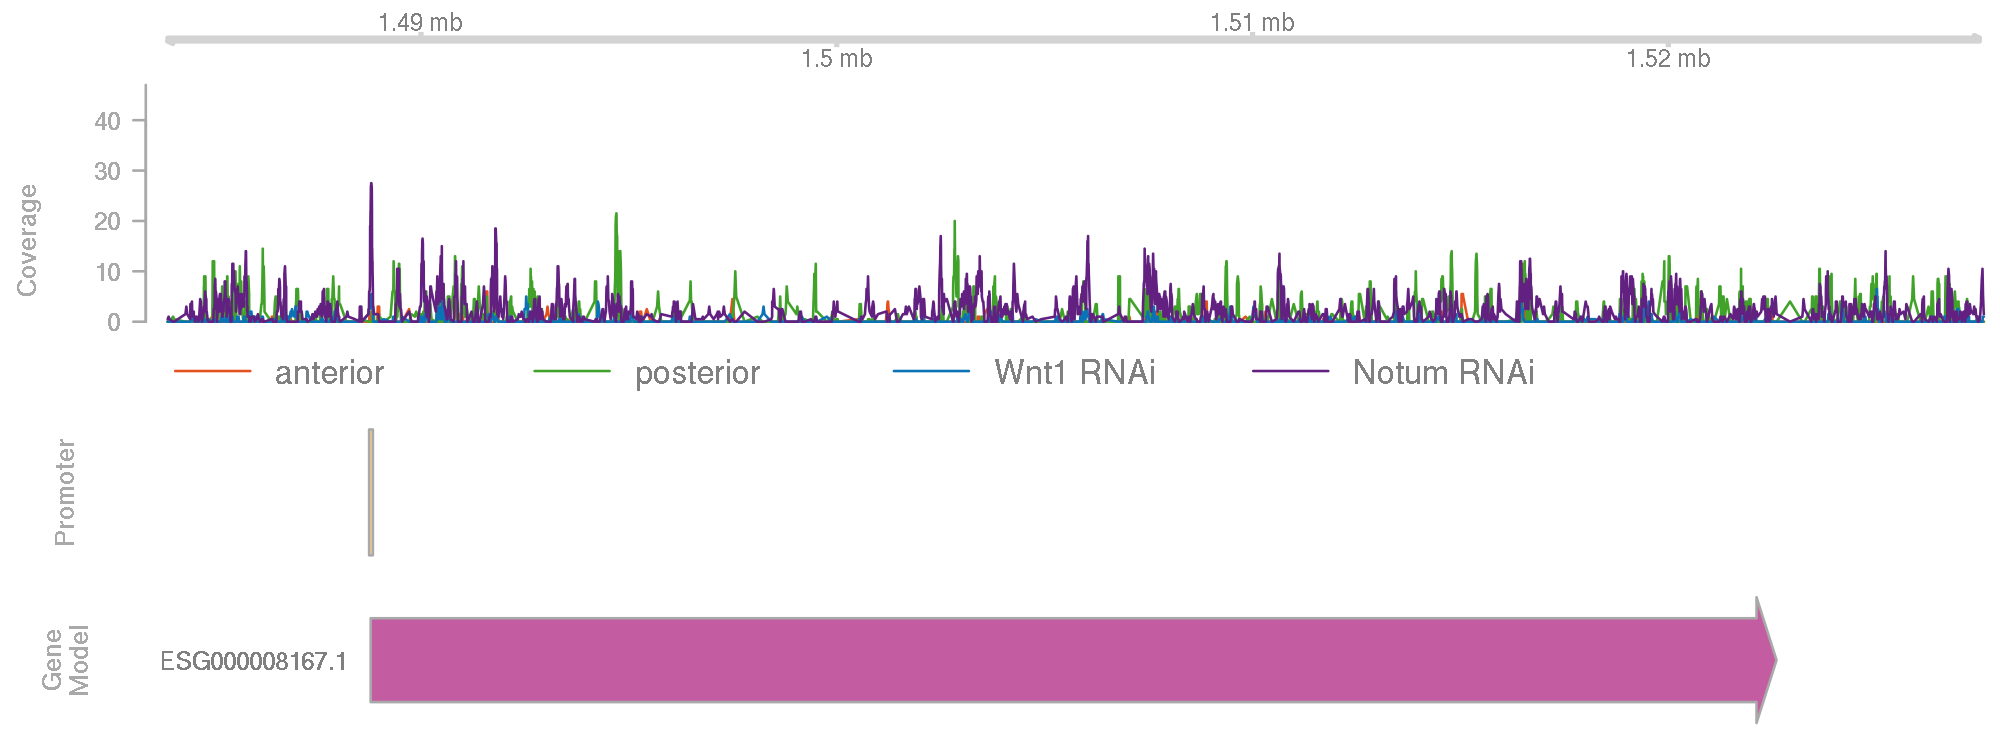 1.49 mb
1.51 mb
1.5 mb
1.52 mb
Coverage
40
30
20
10
0
anterior
posterior
Wnt1 RNAi
Notum RNAi
Promoter
Gene
Model
ESG000008167.1